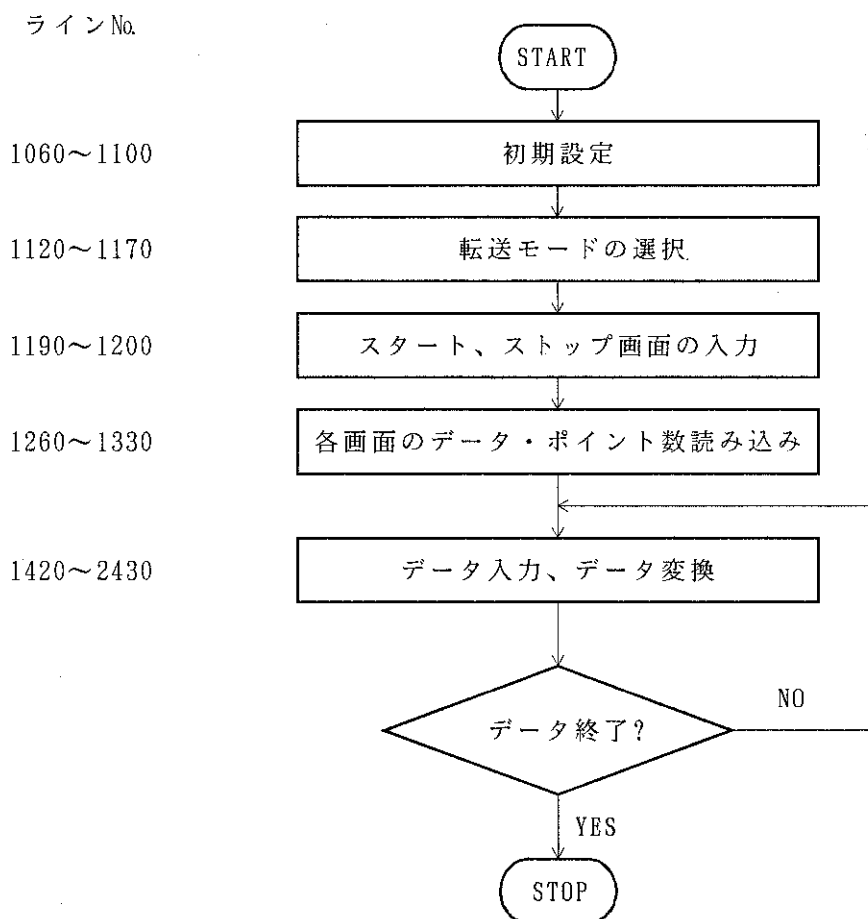 ラインNo.
START
1060～1100 初期設定
1120～1170 転送モードの選択
1190～1200 スタート、ストップ画面の入力
1260～1330 各画面のデータ・ポイント数読み込み
1420～2430 データ入力、データ変換
データ終了? NO
YES
STOP